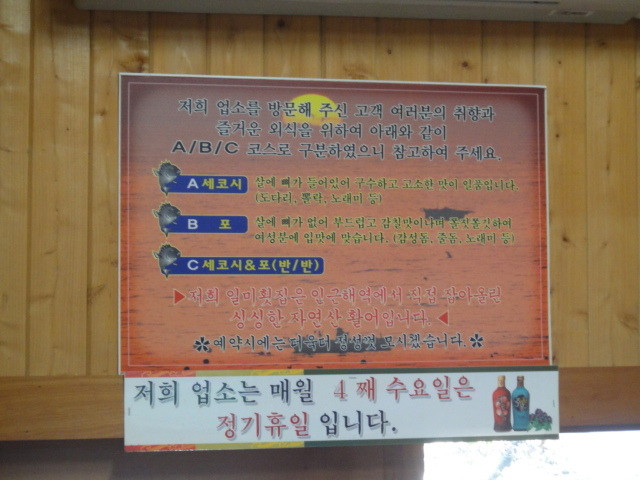 저희 업소를 방문해 주신 고객 여러분의 취향과
즐거운 외식을 위하여 아래와 같이
A/B/C 코스로 구분하였으니 참고하여 주세요.
A 세코시 살에 뼈가 들어있어 구수하고 고소한 맛이 일품입니다.
(도다리, 뽈락, 노래미 등)
B 포 살에 뼈가 없어 부드럽고 감칠맛이나며 쫄깃쫄깃하여
여성분에 입맛에 맞습니다. (감성돔, 줄돔, 노래미 등)
C 세코시&포(반/반)
▶저희 일미횟집은 인근해역에서 직접 잡아올린
싱싱한 자연산 활어입니다.◀
✽예약시에는 더욱더 정성껏 모시겠습니다.✽
저희 업소는 매월 4째 수요일은
정기휴일 입니다.